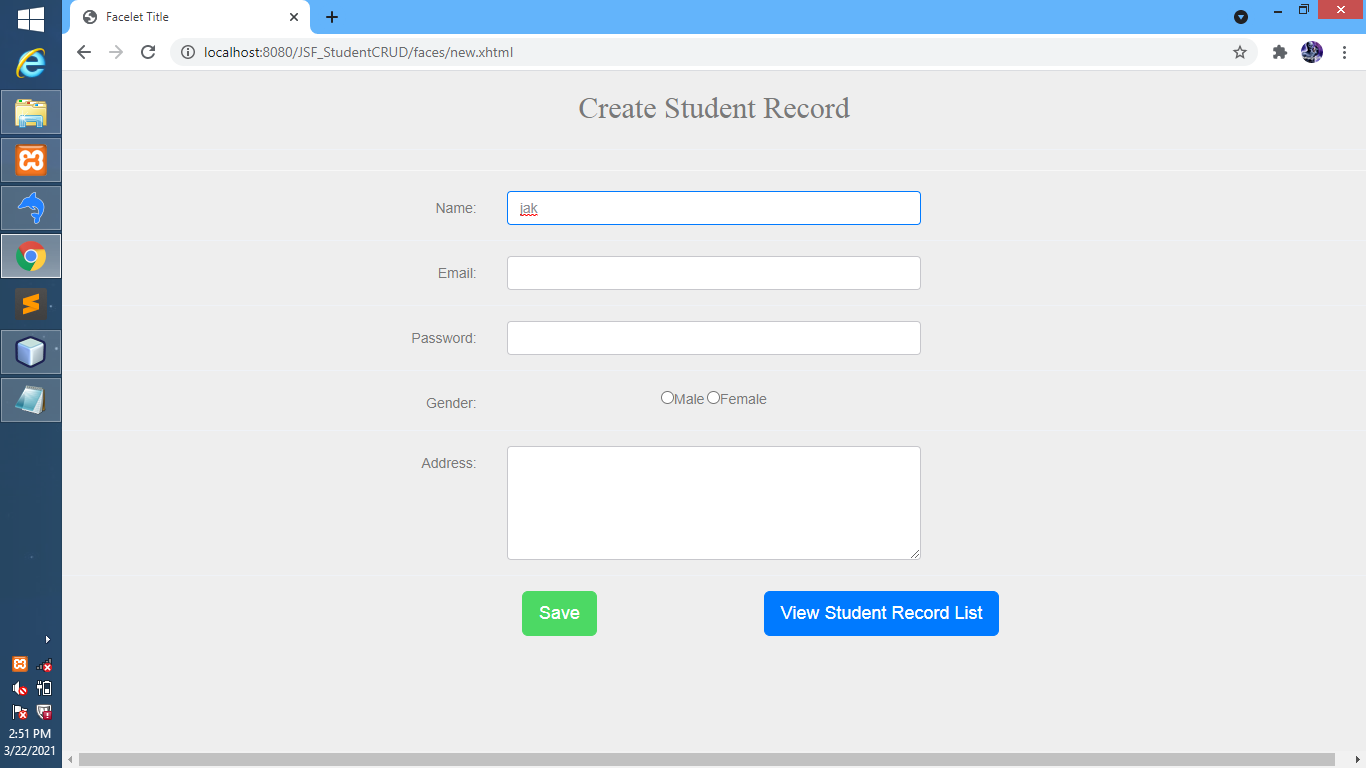 Facelet Title
localhost:8080/JSF_StudentCRUD/faces/new.xhtml
Create Student Record
Name: jak
Email:
Password:
Gender: Male Female
Address:
Save View Student Record List
2:51 PM
3/22/2021